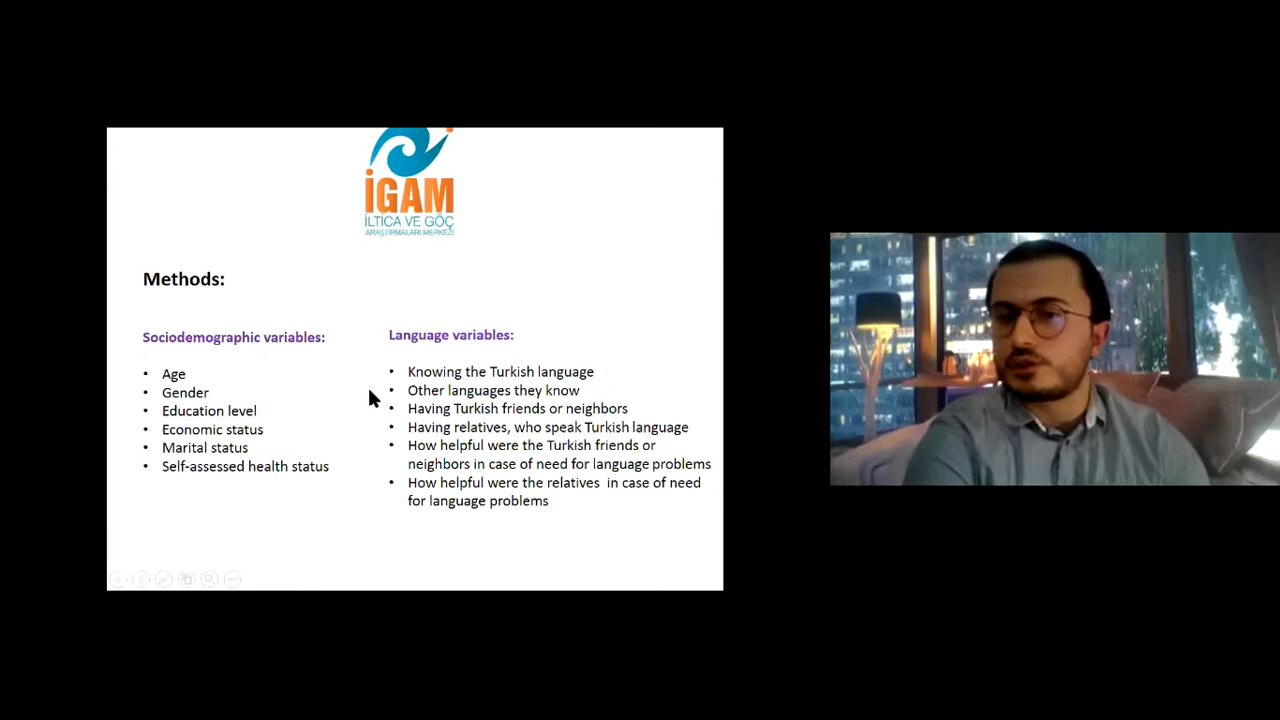 İGAM
İLTİCA VE GÖÇ
ARAŞTIRMALARI MERKEZİ
Methods:
Sociodemographic variables:
• Age
• Gender
• Education level
• Economic status
• Marital status
• Self-assessed health status
Language variables:
• Knowing the Turkish language
• Other languages they know
• Having Turkish friends or neighbors
• Having relatives, who speak Turkish language
• How helpful were the Turkish friends or
neighbors in case of need for language problems
• How helpful were the relatives in case of need
for language problems